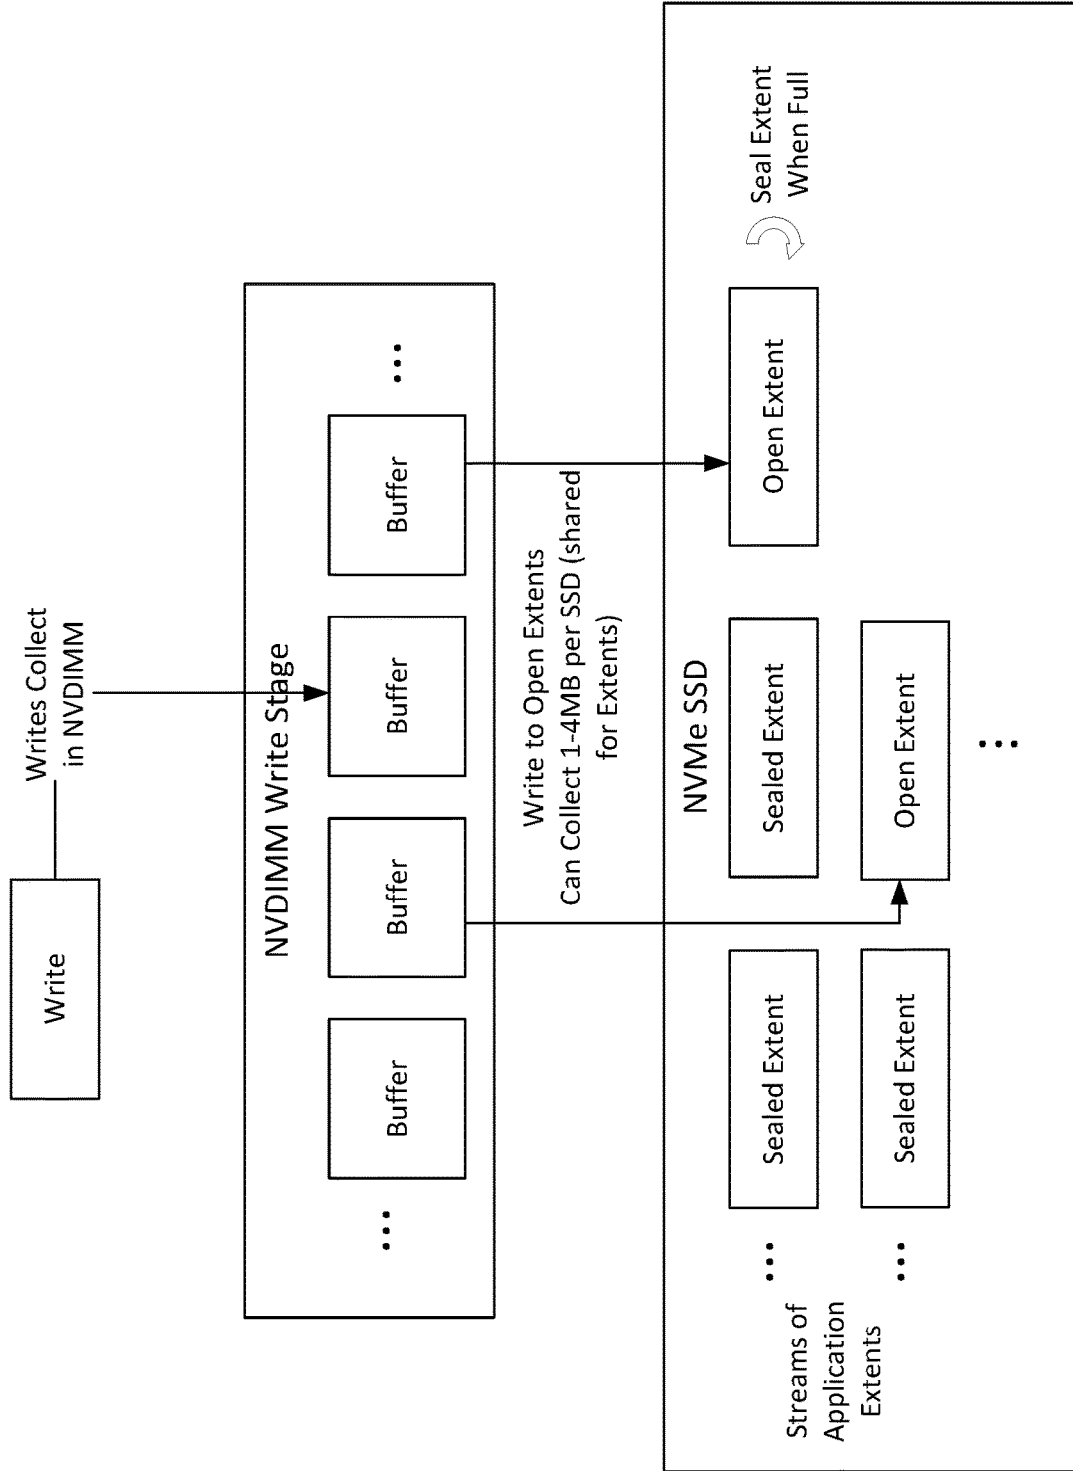 Write
Writes Collect
in NVDIMM
NVDIMM Write Stage
...
Buffer
Buffer
Buffer
Buffer
...
Write to Open Extents
Can Collect 1-4MB per SSD (shared
for Extents)
NVMe SSD
Streams of
Application
Extents
...
Sealed Extent
Sealed Extent
Open Extent
Seal Extent
When Full
...
Sealed Extent
Open Extent
...